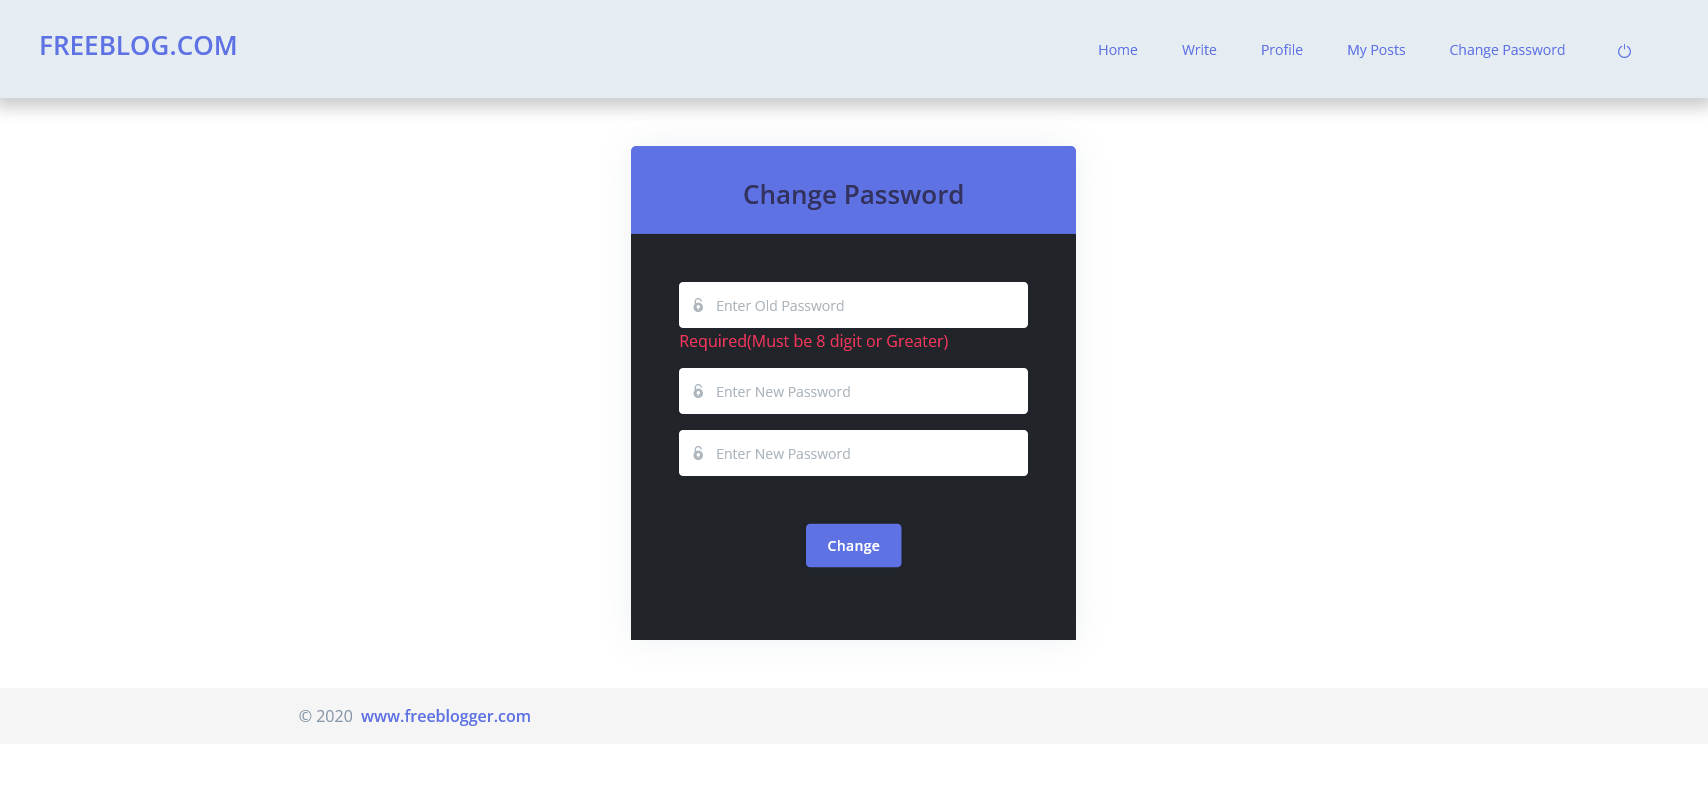 FREEBLOG.COM
Home Write Profile My Posts Change Password
Change Password
Enter Old Password
Required(Must be 8 digit or Greater)
Enter New Password
Enter New Password
Change
© 2020 www.freeblogger.com